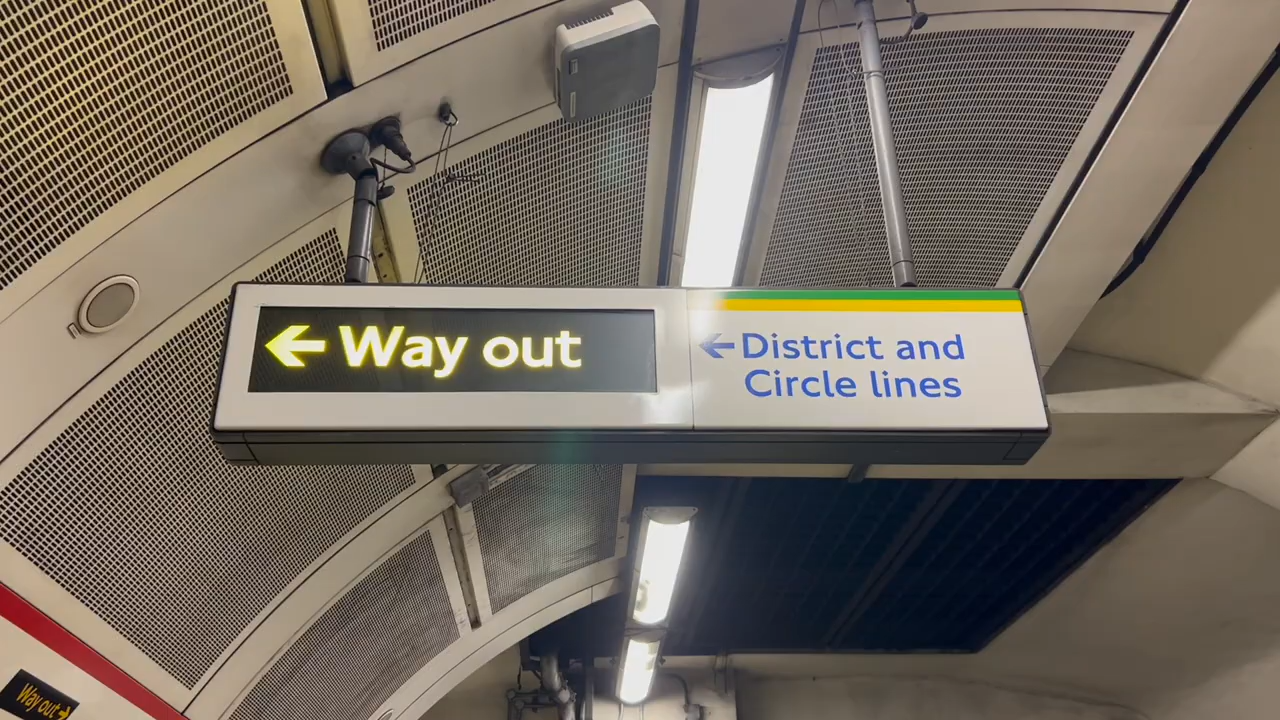 ← Way out
← District and
Circle lines
Way out →